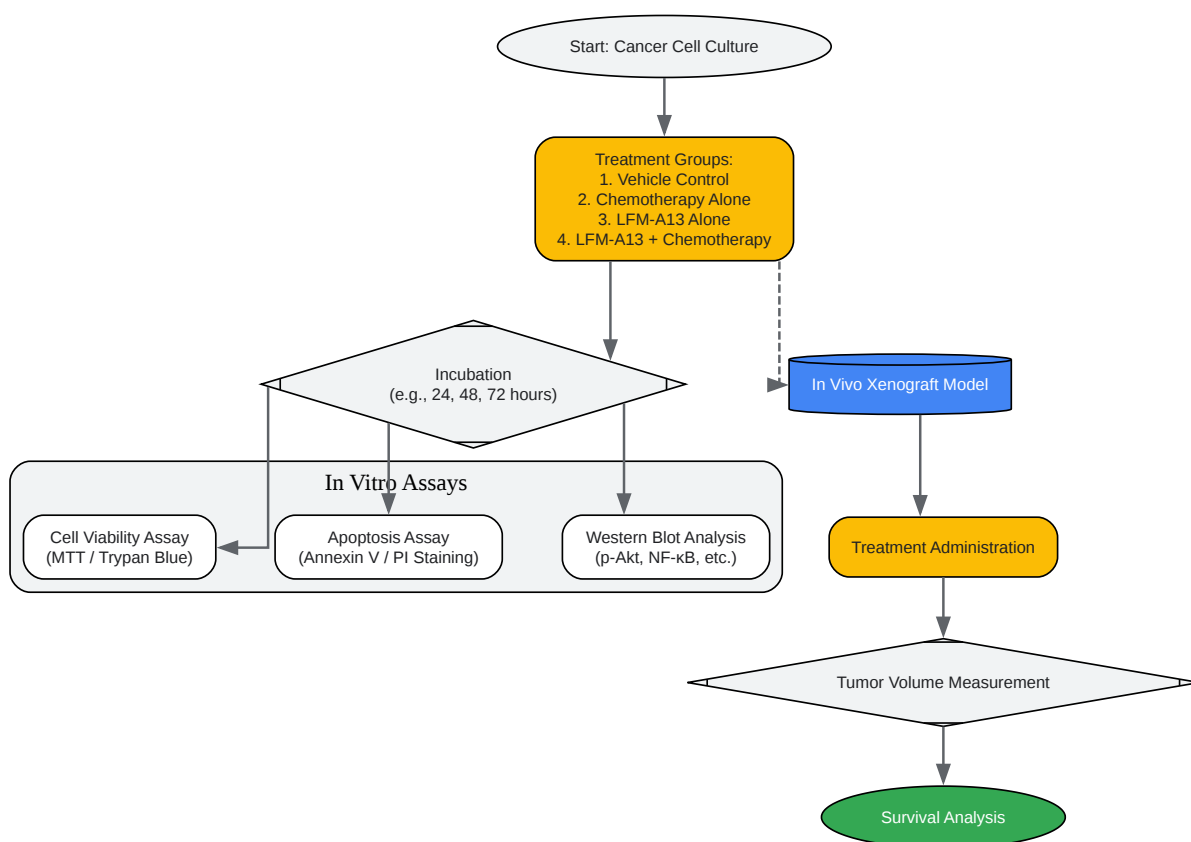 Start: Cancer Cell Culture
Treatment Groups:
1. Vehicle Control
2. Chemotherapy Alone
3. LFM-A13 Alone
4. LFM-A13 + Chemotherapy
Incubation
(e.g., 24, 48, 72 hours)
In Vivo Xenograft Model
In Vitro Assays
Cell Viability Assay
(MTT / Trypan Blue)
Apoptosis Assay
(Annexin V / PI Staining)
Western Blot Analysis
(p-Akt, NF-κB, etc.)
Treatment Administration
Tumor Volume Measurement
Survival Analysis